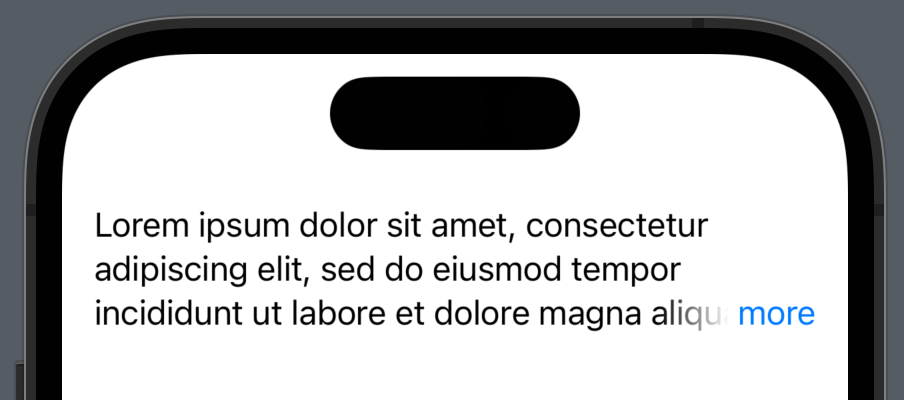 Lorem ipsum dolor sit amet, consectetur
adipiscing elit, sed do eiusmod tempor
incididunt ut labore et dolore magna aliqua more